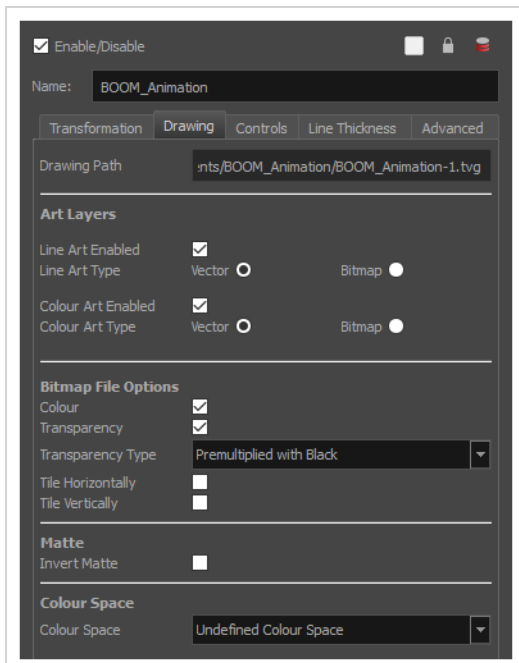 Enable/Disable
Name: BOOM_Animation
Transformation Drawing Controls Line Thickness Advanced
Drawing Path :nts/BOOM_Animation/BOOM_Animation-1.tvg
Art Layers
Line Art Enabled
Line Art Type Vector Bitmap
Colour Art Enabled
Colour Art Type Vector Bitmap
Bitmap File Options
Colour
Transparency
Transparency Type Premultiplied with Black
Tile Horizontally
Tile Vertically
Matte
Invert Matte
Colour Space
Colour Space Undefined Colour Space